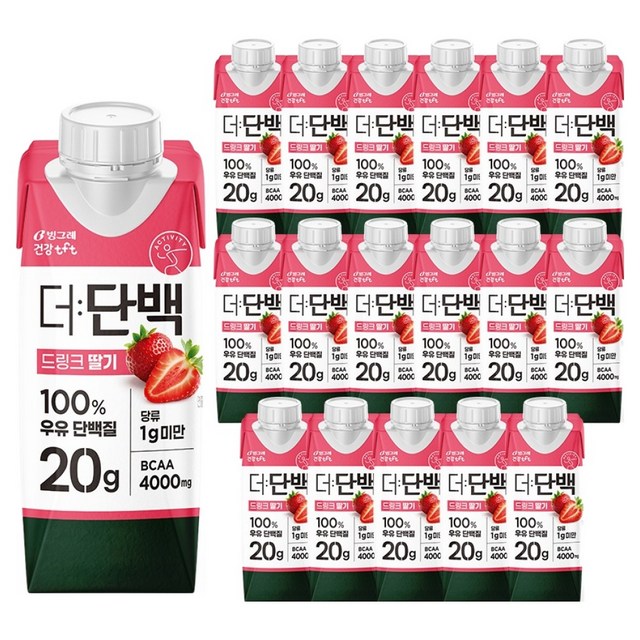 빙그레
건강tft
ACTIVITY
더:단백
드링크 딸기
100%
우유 단백질
20g
당류
1g미만
BCAA
4000mg